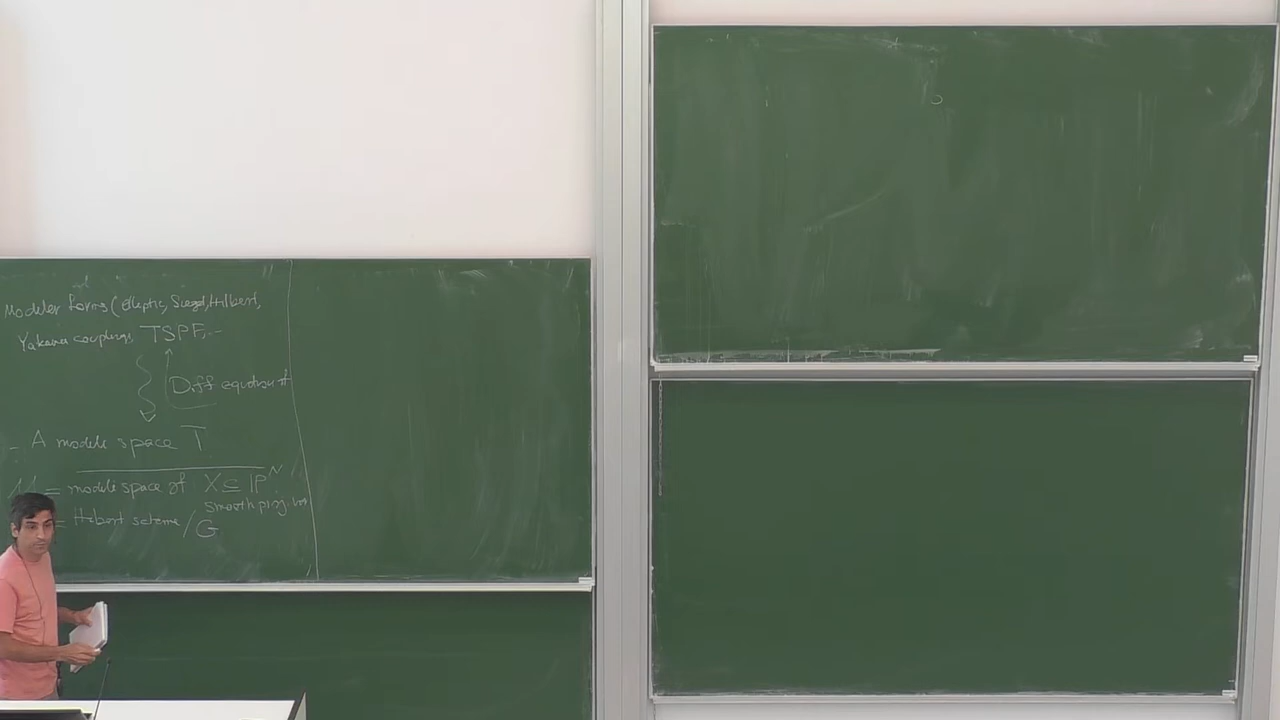 Moduler forms (Elliptic, Siegel, Hilbert,
Yukawa couplings, TSPF, ...
Diff equations
- A moduli space T
M = moduli space of X ⊆ ℙᴺ
smooth proj. var
= Hilbert scheme / G